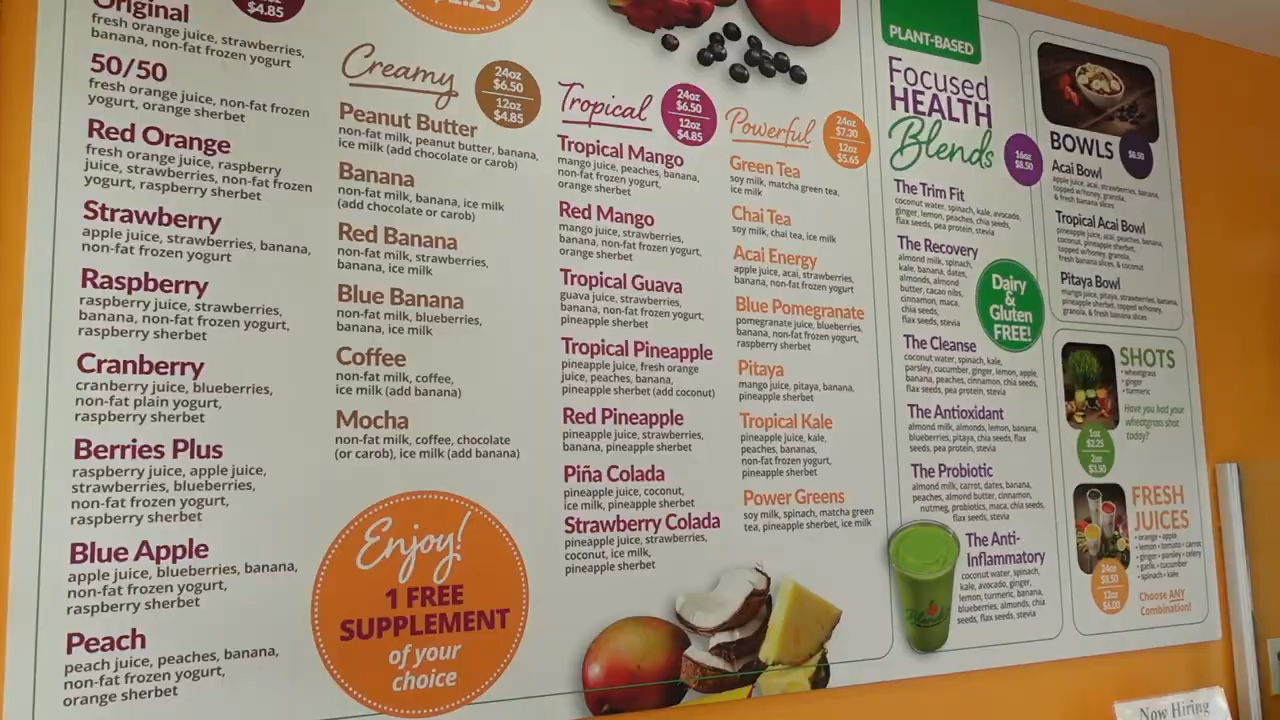 Original
$4.85
fresh orange juice, strawberries,
banana, non-fat frozen yogurt
50/50
fresh orange juice, non-fat frozen
yogurt, orange sherbet
Red Orange
fresh orange juice, raspberry
juice, strawberries, non-fat frozen
yogurt, raspberry sherbet
Strawberry
apple juice, strawberries, banana,
non-fat frozen yogurt
Raspberry
raspberry juice, strawberries,
banana, non-fat frozen yogurt,
raspberry sherbet
Cranberry
cranberry juice, blueberries,
non-fat plain yogurt,
raspberry sherbet
Berries Plus
raspberry juice, apple juice,
strawberries, blueberries,
non-fat frozen yogurt,
raspberry sherbet
Blue Apple
apple juice, blueberries, banana,
non-fat frozen yogurt,
raspberry sherbet
Peach
peach juice, peaches, banana,
non-fat frozen yogurt,
orange sherbet
Creamy
24oz
$6.50
12oz
$4.85
Peanut Butter
non-fat milk, peanut butter, banana,
ice milk (add chocolate or carob)
Banana
non-fat milk, banana, ice milk
(add chocolate or carob)
Red Banana
non-fat milk, strawberries,
banana, ice milk
Blue Banana
non-fat milk, blueberries,
banana, ice milk
Coffee
non-fat milk, coffee,
ice milk (add banana)
Mocha
non-fat milk, coffee, chocolate
(or carob), ice milk (add banana)
Enjoy!
1 FREE
SUPPLEMENT
of your
choice
Tropical
24oz
$6.50
12oz
$4.85
Tropical Mango
mango juice, peaches, banana,
non-fat frozen yogurt,
orange sherbet
Red Mango
mango juice, strawberries,
banana, non-fat frozen yogurt,
orange sherbet
Tropical Guava
guava juice, strawberries,
banana, non-fat frozen yogurt,
pineapple sherbet
Tropical Pineapple
pineapple juice, fresh orange
juice, peaches, banana,
pineapple sherbet (add coconut)
Red Pineapple
pineapple juice, strawberries,
banana, pineapple sherbet
Piña Colada
pineapple juice, coconut,
ice milk, pineapple sherbet
Strawberry Colada
pineapple juice, strawberries,
coconut, ice milk,
pineapple sherbet
Powerful
24oz
$7.30
12oz
$5.65
Green Tea
soy milk, matcha green tea,
ice milk
Chai Tea
soy milk, chai tea, ice milk
Acai Energy
apple juice, acai, strawberries,
banana, non-fat frozen yogurt
Blue Pomegranate
pomegranate juice, blueberries,
banana, non-fat frozen yogurt,
raspberry sherbet
Pitaya
mango juice, pitaya, banana,
pineapple sherbet
Tropical Kale
pineapple juice, kale,
peaches, bananas,
non-fat frozen yogurt,
pineapple sherbet
Power Greens
soy milk, spinach, matcha green
tea, pineapple sherbet, ice milk
PLANT-BASED
Focused
HEALTH
Blends
16oz
$8.50
The Trim Fit
coconut water, spinach, kale, avocado,
ginger, lemon, peaches, chia seeds,
flax seeds, pea protein, stevia
The Recovery
almond milk, spinach,
kale, banana, dates,
almonds, almond
butter, cacao nibs,
cinnamon, maca,
chia seeds,
flax seeds, stevia
Dairy
&
Gluten
FREE!
The Cleanse
coconut water, spinach, kale,
parsley, cucumber, ginger, lemon, apple,
banana, peaches, cinnamon, chia seeds,
flax seeds, pea protein, stevia
The Antioxidant
almond milk, almonds, lemon, banana,
blueberries, pitaya, chia seeds, flax
seeds, pea protein, stevia
The Probiotic
almond milk, carrot, dates, banana,
peaches, almond butter, cinnamon,
nutmeg, probiotics, maca, chia seeds,
flax seeds, stevia
The Anti-
Inflammatory
coconut water, spinach,
kale, avocado, ginger,
lemon, turmeric, banana,
blueberries, almonds, chia
seeds, flax seeds, stevia
BOWLS
$8.50
Acai Bowl
apple juice, acai, strawberries, banana,
topped w/honey, granola,
& fresh banana slices
Tropical Acai Bowl
pineapple juice, acai, peaches, banana,
coconut, pineapple sherbet,
topped w/honey, granola,
fresh banana slices, & coconut
Pitaya Bowl
mango juice, pitaya, strawberries, banana,
pineapple sherbet, topped w/honey,
granola, & fresh banana slices
SHOTS
• wheatgrass
• ginger
• turmeric
Have you had your
wheatgrass shot
today?
1oz
$2.25
2oz
$3.50
FRESH
JUICES
• orange • apple
• lemon • tomato • carrot
• ginger • parsley • celery
• garlic • cucumber
• spinach • kale
24oz
$8.50
12oz
$6.00
Choose ANY
Combination!
Now Hiring